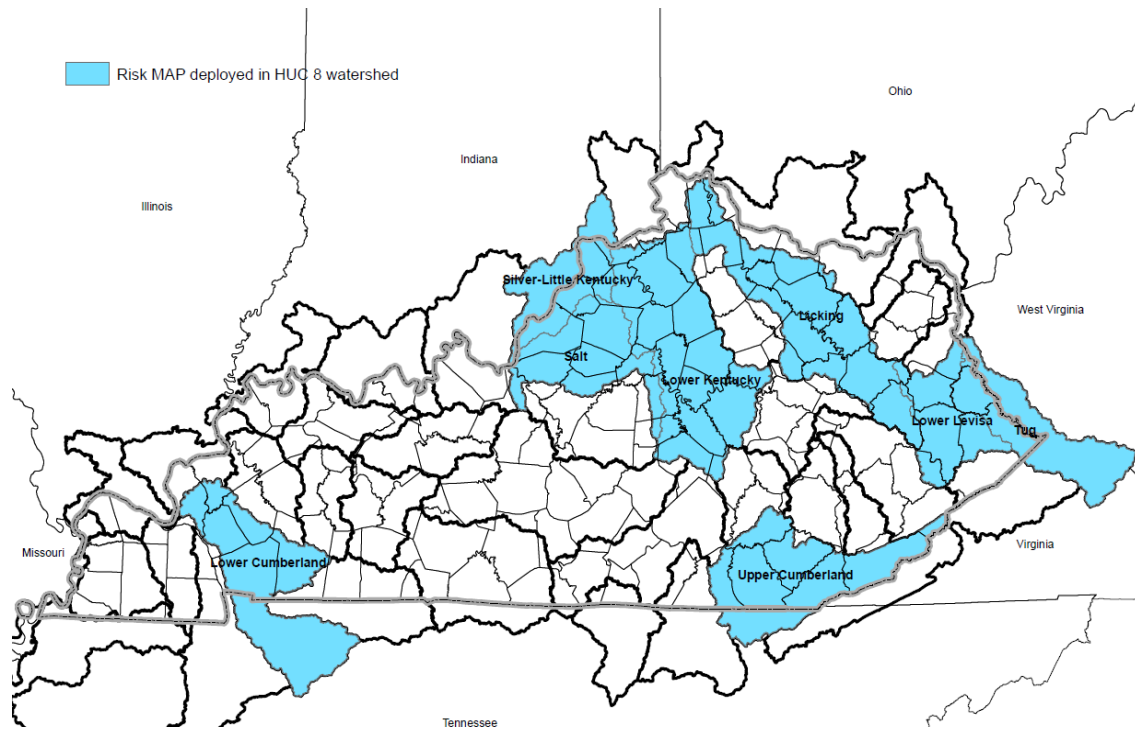 Risk MAP deployed in HUC 8 watershed
Ohio
Indiana
Illinois
Silver-Little Kentucky
West Virginia
Licking
Salt
Lower Kentucky
Lower Levisa
Tug
Missouri
Virginia
Lower Cumberland
Upper Cumberland
Tennessee